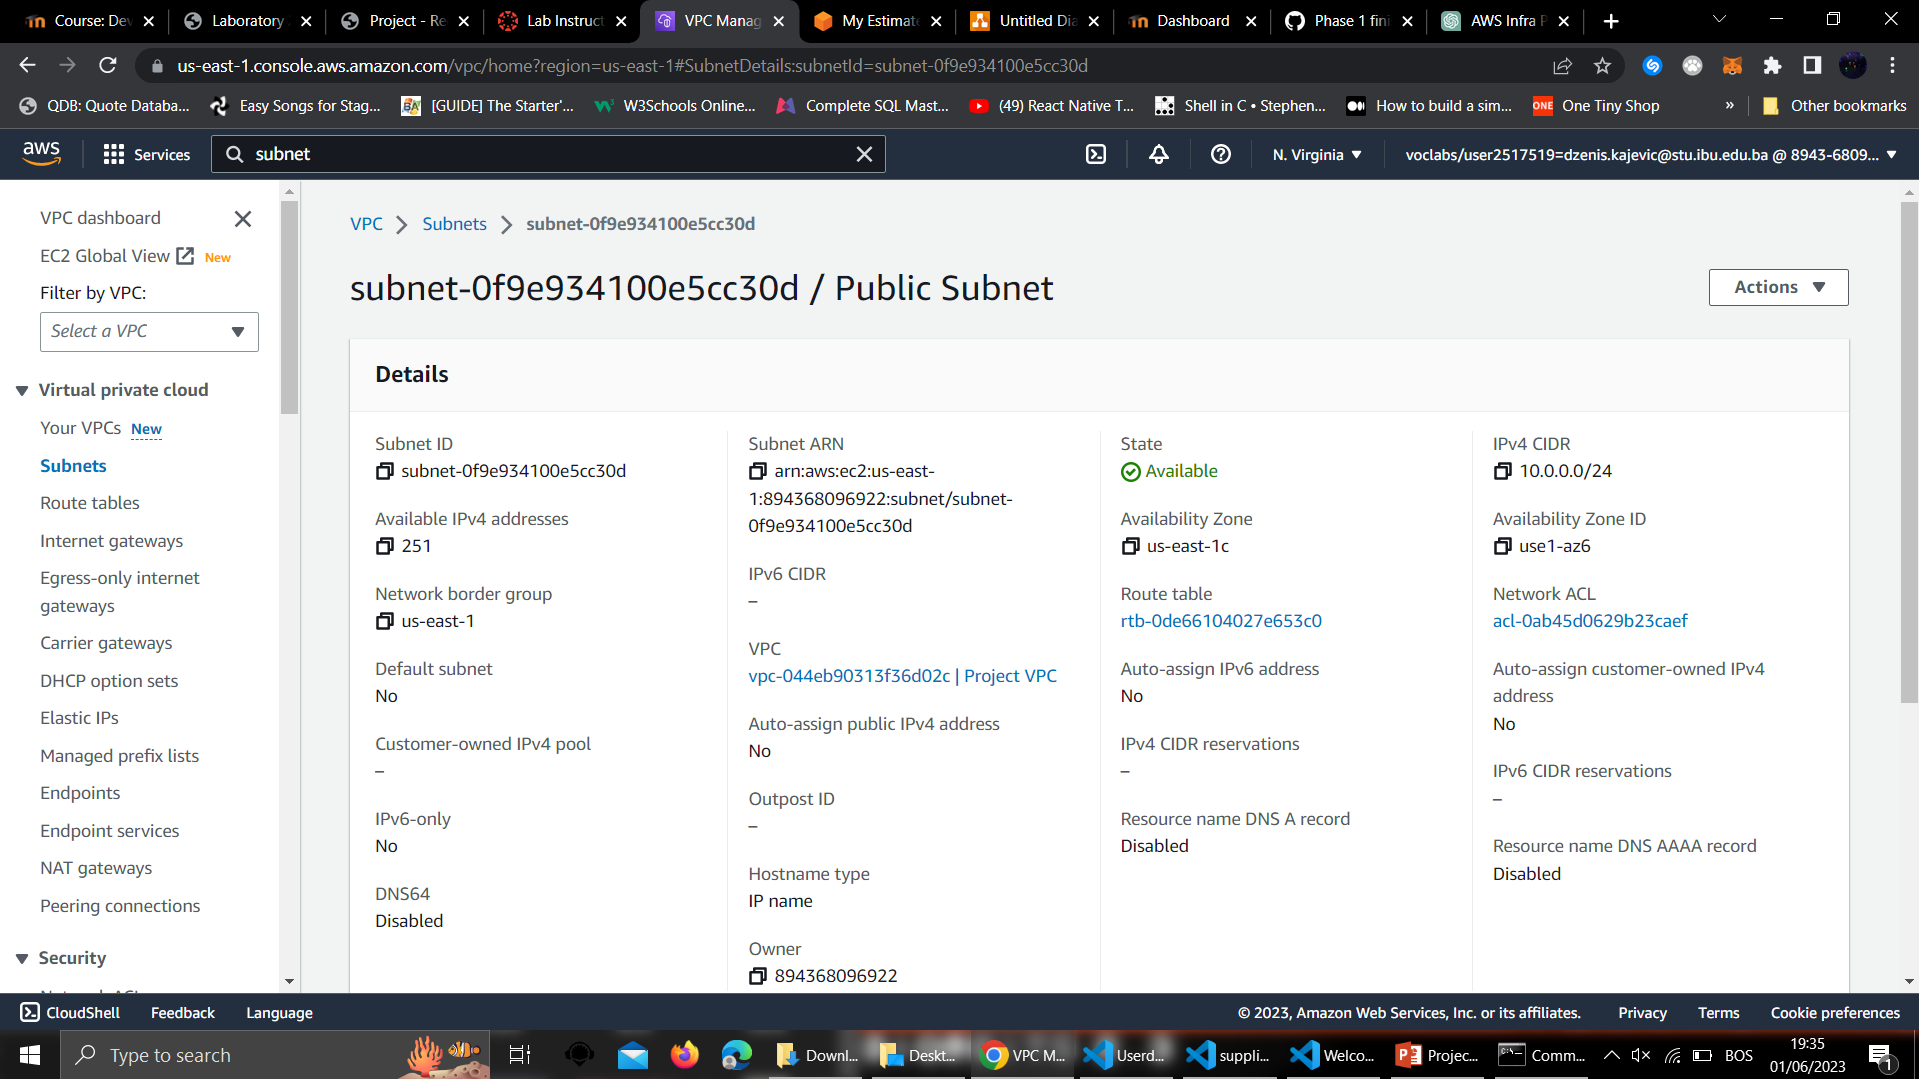 Course: Dev
Laboratory
Project - Re
Lab Instruct
VPC Manag
My Estimate
Untitled Dia
Dashboard
Phase 1 fini
AWS Infra P
us-east-1.console.aws.amazon.com/vpc/home?region=us-east-1#SubnetDetails:subnetId=subnet-0f9e934100e5cc30d
QDB: Quote Databa...
Easy Songs for Stag...
[GUIDE] The Starter'...
W3Schools Online...
Complete SQL Mast...
(49) React Native T...
Shell in C • Stephen...
How to build a sim...
ONE
One Tiny Shop
»
Other bookmarks
aws
Services
subnet
N. Virginia
voclabs/user2517519=dzenis.kajevic@stu.ibu.edu.ba @ 8943-6809...
VPC dashboard
EC2 Global View New
Filter by VPC:
Select a VPC
Virtual private cloud
Your VPCs New
Subnets
Route tables
Internet gateways
Egress-only internet
gateways
Carrier gateways
DHCP option sets
Elastic IPs
Managed prefix lists
Endpoints
Endpoint services
NAT gateways
Peering connections
Security
VPC > Subnets > subnet-0f9e934100e5cc30d
subnet-0f9e934100e5cc30d / Public Subnet
Actions
Details
Subnet ID
subnet-0f9e934100e5cc30d
Available IPv4 addresses
251
Network border group
us-east-1
Default subnet
No
Customer-owned IPv4 pool
–
IPv6-only
No
DNS64
Disabled
Subnet ARN
arn:aws:ec2:us-east-
1:894368096922:subnet/subnet-
0f9e934100e5cc30d
IPv6 CIDR
–
VPC
vpc-044eb90313f36d02c | Project VPC
Auto-assign public IPv4 address
No
Outpost ID
–
Hostname type
IP name
Owner
894368096922
State
Available
Availability Zone
us-east-1c
Route table
rtb-0de66104027e653c0
Auto-assign IPv6 address
No
IPv4 CIDR reservations
–
Resource name DNS A record
Disabled
IPv4 CIDR
10.0.0.0/24
Availability Zone ID
use1-az6
Network ACL
acl-0ab45d0629b23caef
Auto-assign customer-owned IPv4
address
No
IPv6 CIDR reservations
–
Resource name DNS AAAA record
Disabled
CloudShell
Feedback
Language
© 2023, Amazon Web Services, Inc. or its affiliates.
Privacy
Terms
Cookie preferences
Type to search
Downl...
Deskt...
VPC M...
Userd...
suppli...
Welco...
Projec...
Comm...
BOS
19:35
01/06/2023
1